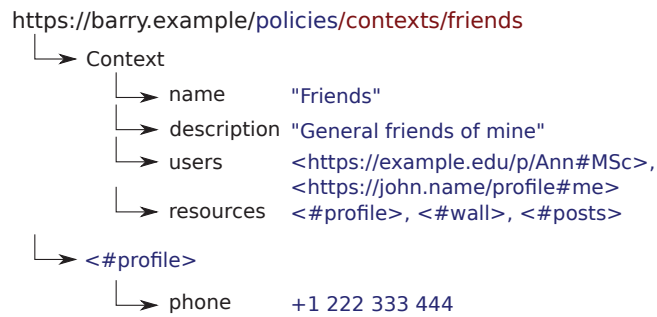 https://barry.example/policies/contexts/friends
Context
name "Friends"
description "General friends of mine"
users <https://example.edu/p/Ann#MSc>,
<https://john.name/profile#me>
resources <#profile>, <#wall>, <#posts>
<#profile>
phone +1 222 333 444